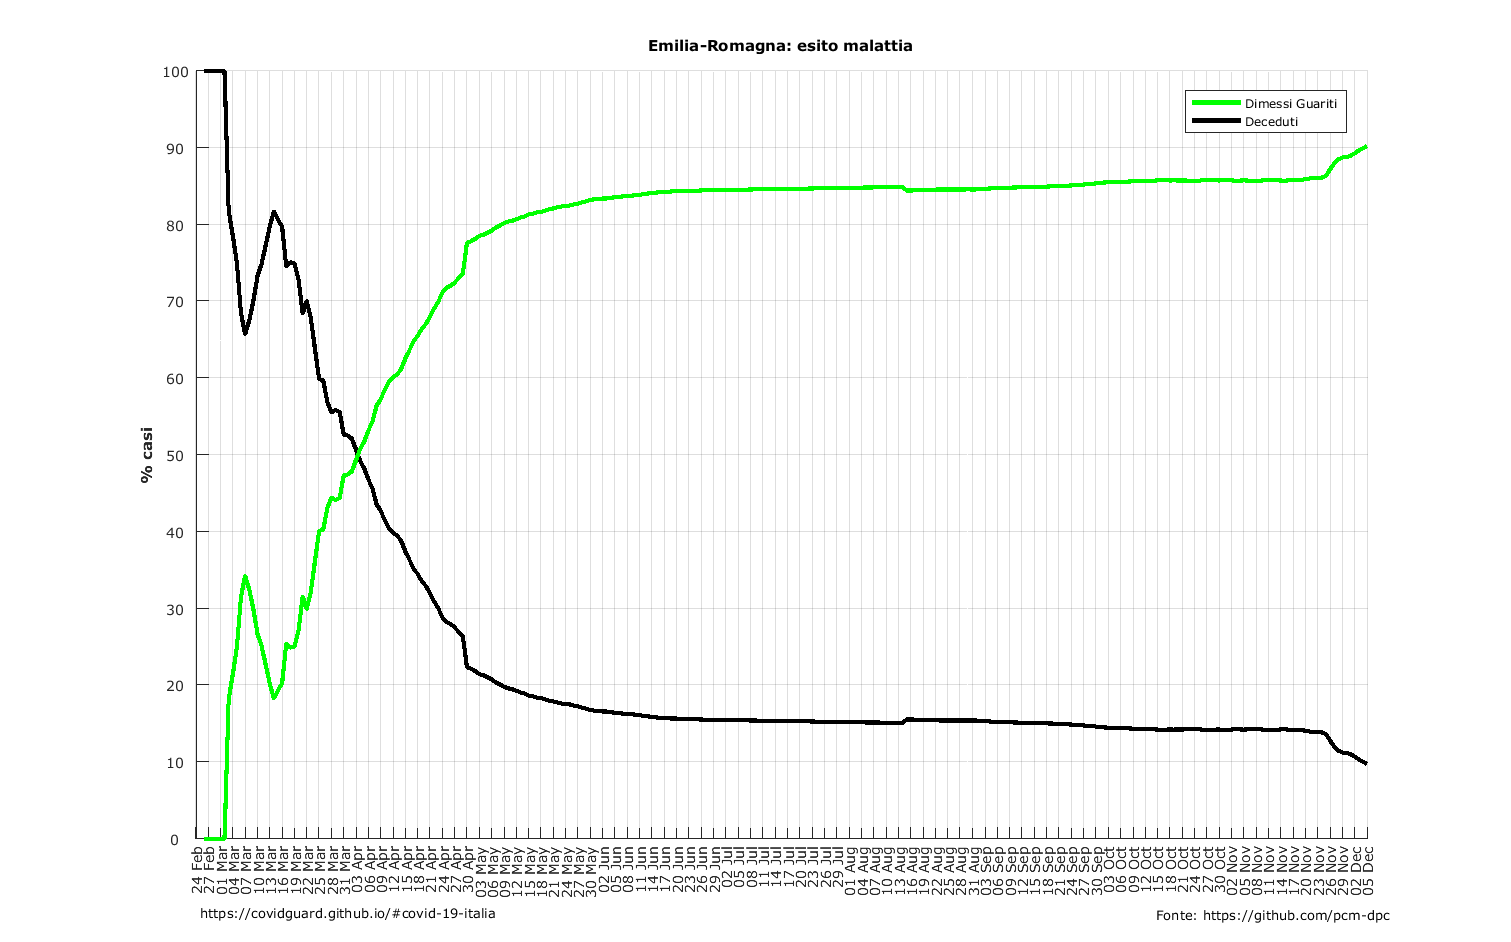 Emilia-Romagna: esito malattia
Dimessi Guariti
Deceduti
% casi
100
90
80
70
60
50
40
30
20
10
0
24 Feb
27 Feb
01 Mar
04 Mar
07 Mar
10 Mar
13 Mar
16 Mar
19 Mar
22 Mar
25 Mar
28 Mar
31 Mar
03 Apr
06 Apr
09 Apr
12 Apr
15 Apr
18 Apr
21 Apr
24 Apr
27 Apr
30 Apr
03 May
06 May
09 May
12 May
15 May
18 May
21 May
24 May
27 May
30 May
02 Jun
05 Jun
08 Jun
11 Jun
14 Jun
17 Jun
20 Jun
23 Jun
26 Jun
29 Jun
02 Jul
05 Jul
08 Jul
11 Jul
14 Jul
17 Jul
20 Jul
23 Jul
26 Jul
29 Jul
01 Aug
04 Aug
07 Aug
10 Aug
13 Aug
16 Aug
19 Aug
22 Aug
25 Aug
28 Aug
31 Aug
03 Sep
06 Sep
09 Sep
12 Sep
15 Sep
18 Sep
21 Sep
24 Sep
27 Sep
30 Sep
03 Oct
06 Oct
09 Oct
12 Oct
15 Oct
18 Oct
21 Oct
24 Oct
27 Oct
30 Oct
02 Nov
05 Nov
08 Nov
11 Nov
14 Nov
17 Nov
20 Nov
23 Nov
26 Nov
29 Nov
02 Dec
05 Dec
https://covidguard.github.io/#covid-19-italia
Fonte: https://github.com/pcm-dpc